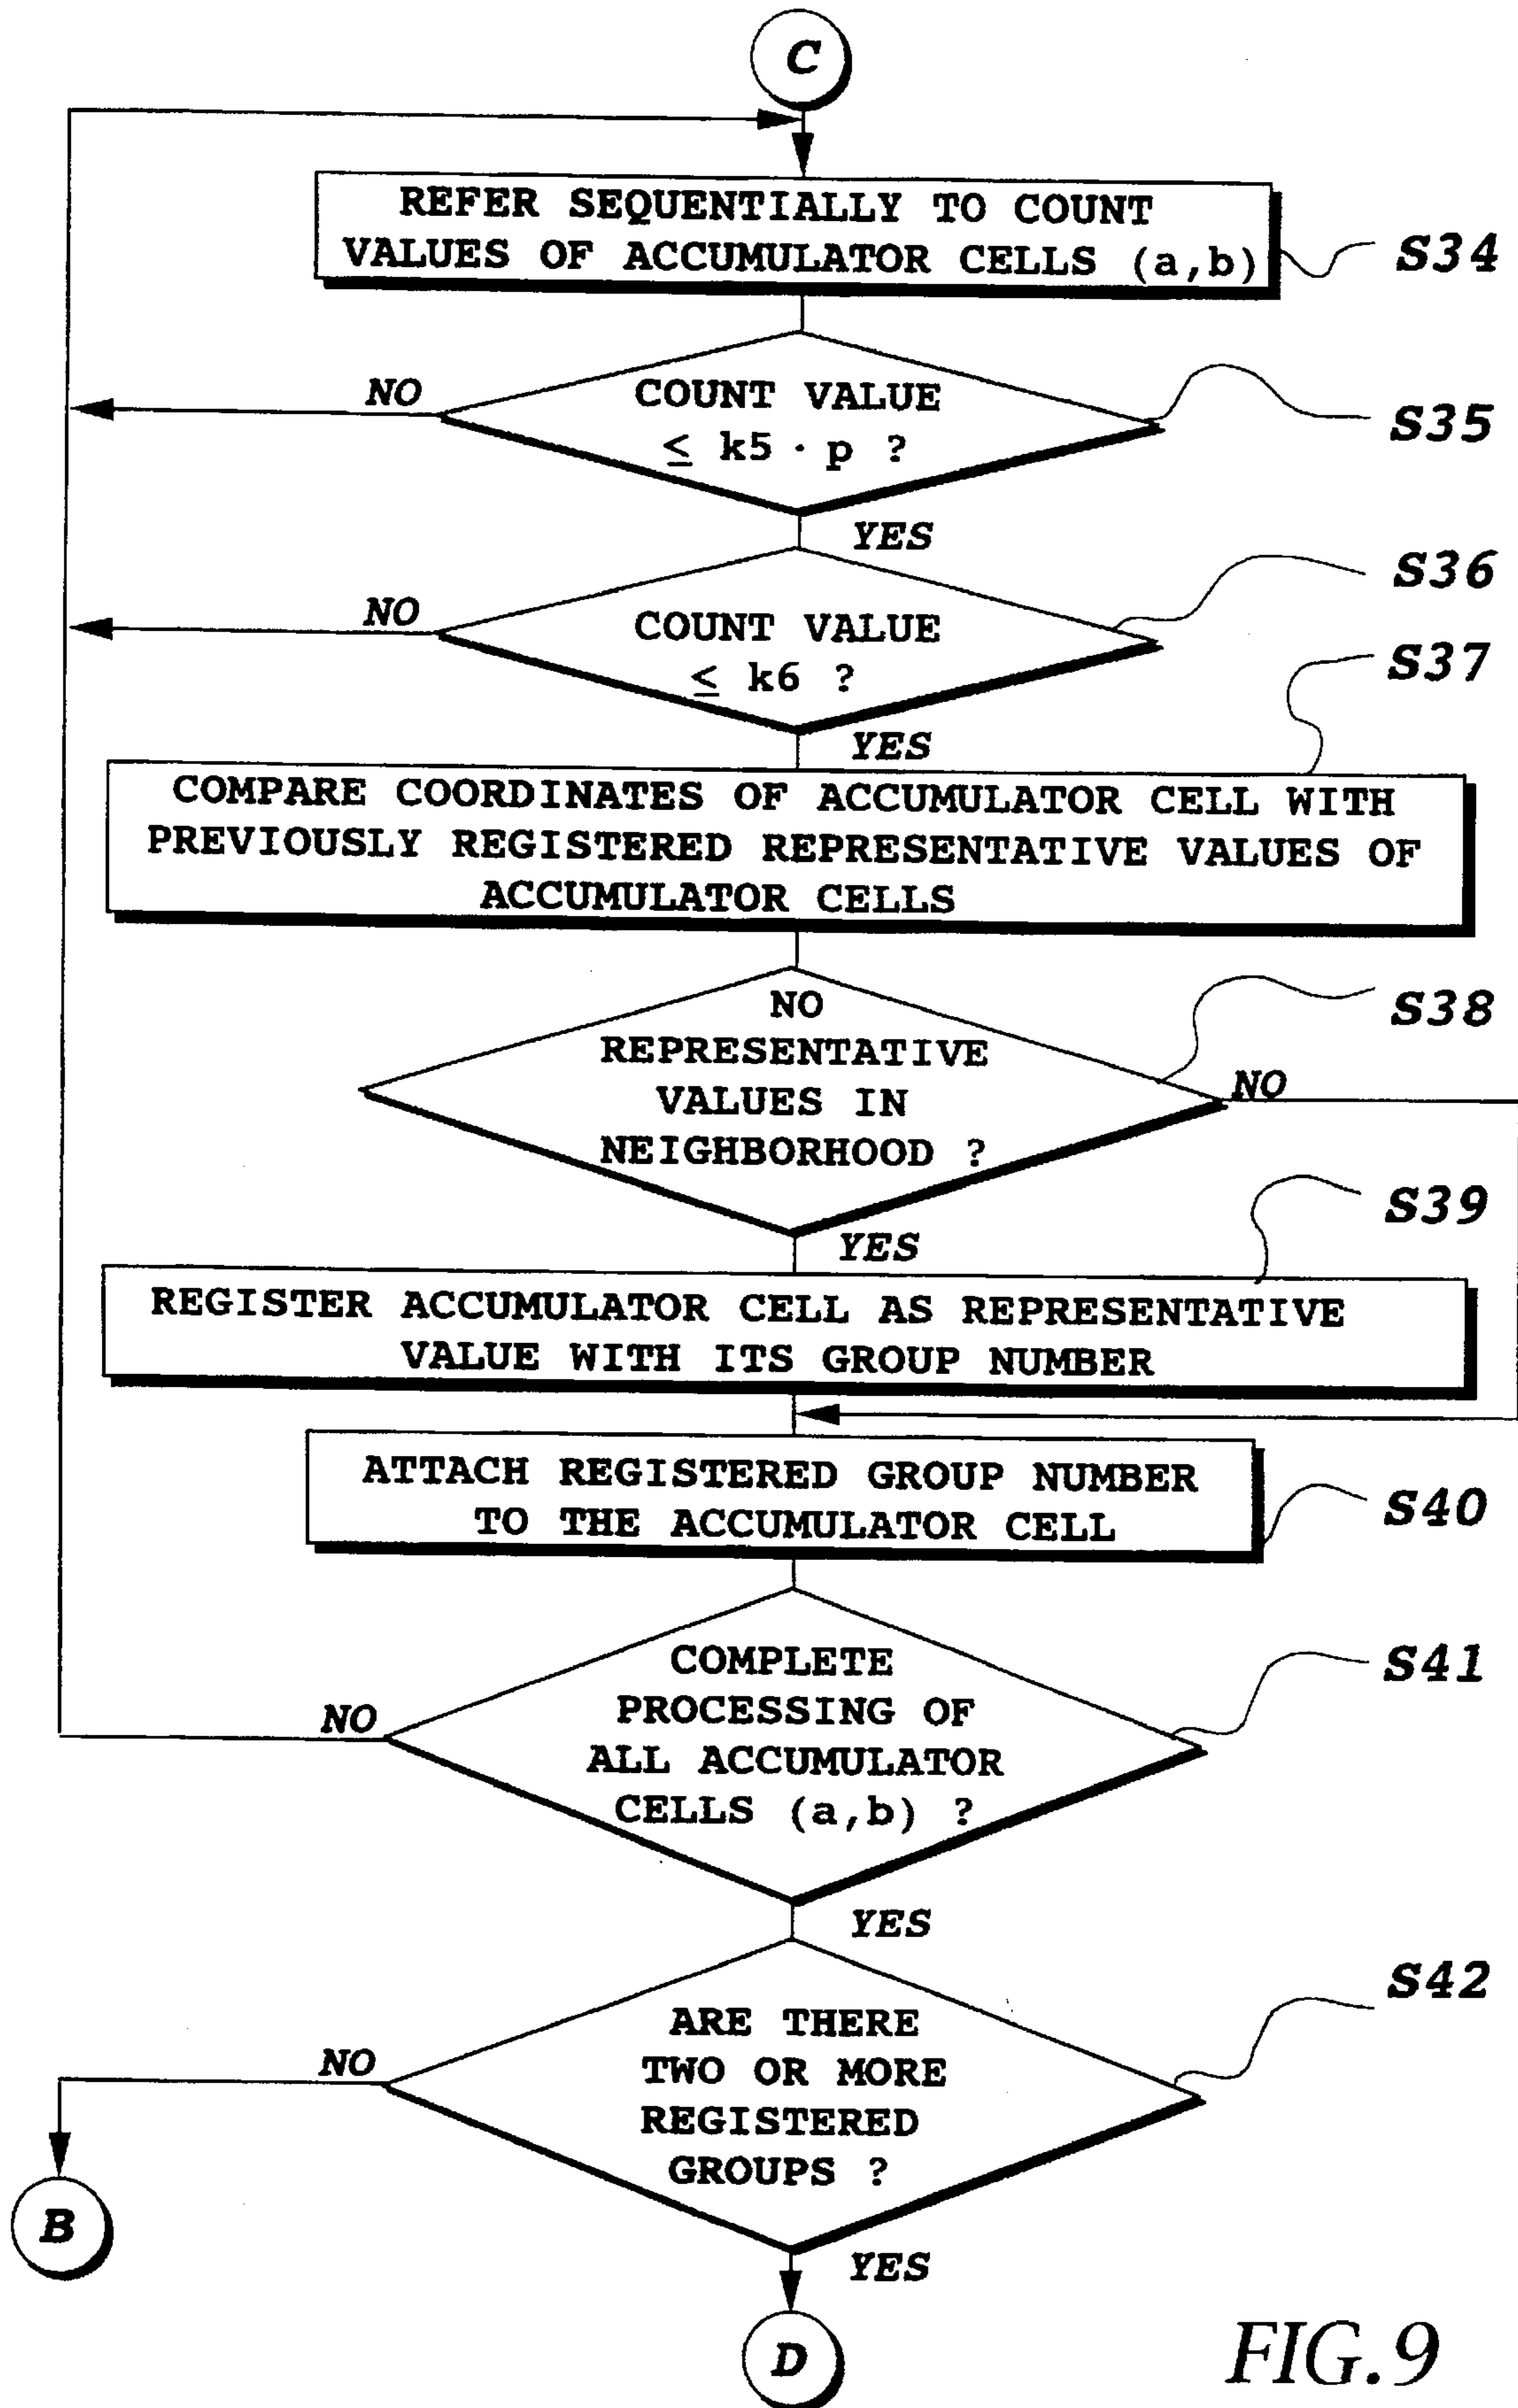 C
REFER SEQUENTIALLY TO COUNT
VALUES OF ACCUMULATOR CELLS (a,b)
S34
NO
COUNT VALUE
≤ k5 · p ?
S35
YES
S36
NO
COUNT VALUE
≤ k6 ?
S37
YES
COMPARE COORDINATES OF ACCUMULATOR CELL WITH
PREVIOUSLY REGISTERED REPRESENTATIVE VALUES OF
ACCUMULATOR CELLS
NO
REPRESENTATIVE
VALUES IN
NEIGHBORHOOD ?
S38
NO
S39
YES
REGISTER ACCUMULATOR CELL AS REPRESENTATIVE
VALUE WITH ITS GROUP NUMBER
ATTACH REGISTERED GROUP NUMBER
TO THE ACCUMULATOR CELL
S40
COMPLETE
PROCESSING OF
ALL ACCUMULATOR
CELLS (a,b) ?
S41
NO
YES
S42
ARE THERE
TWO OR MORE
REGISTERED
GROUPS ?
NO
B
YES
D
FIG.9